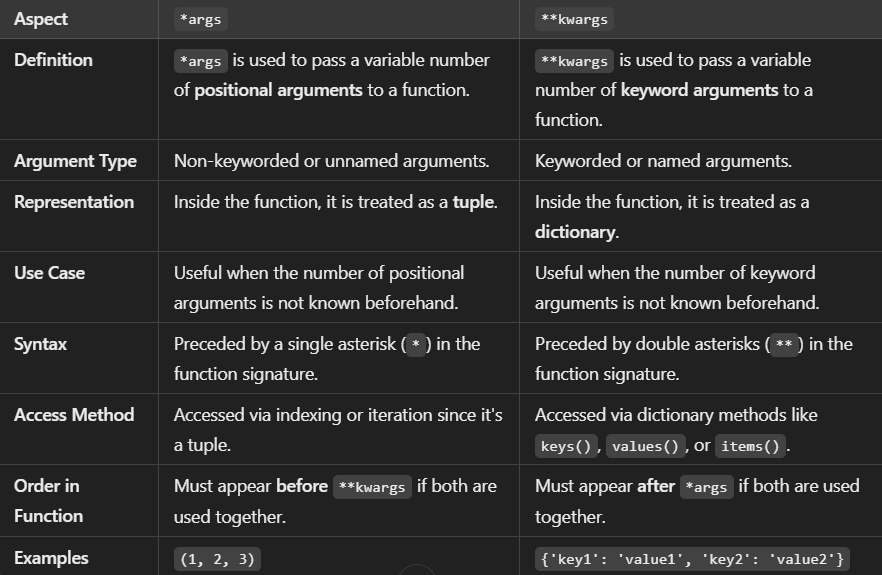 Aspect *args **kwargs
Definition *args is used to pass a variable number **kwargs is used to pass a variable
of positional arguments to a function. number of keyword arguments to a
function.
Argument Type Non-keyworded or unnamed arguments. Keyworded or named arguments.
Representation Inside the function, it is treated as a tuple. Inside the function, it is treated as a
dictionary.
Use Case Useful when the number of positional Useful when the number of keyword
arguments is not known beforehand. arguments is not known beforehand.
Syntax Preceded by a single asterisk ( * ) in the Preceded by double asterisks ( ** ) in the
function signature. function signature.
Access Method Accessed via indexing or iteration since it's Accessed via dictionary methods like
a tuple. keys() , values() , or items() .
Order in Must appear before **kwargs if both are Must appear after *args if both are used
Function used together. together.
Examples (1, 2, 3) {'key1': 'value1', 'key2': 'value2'}